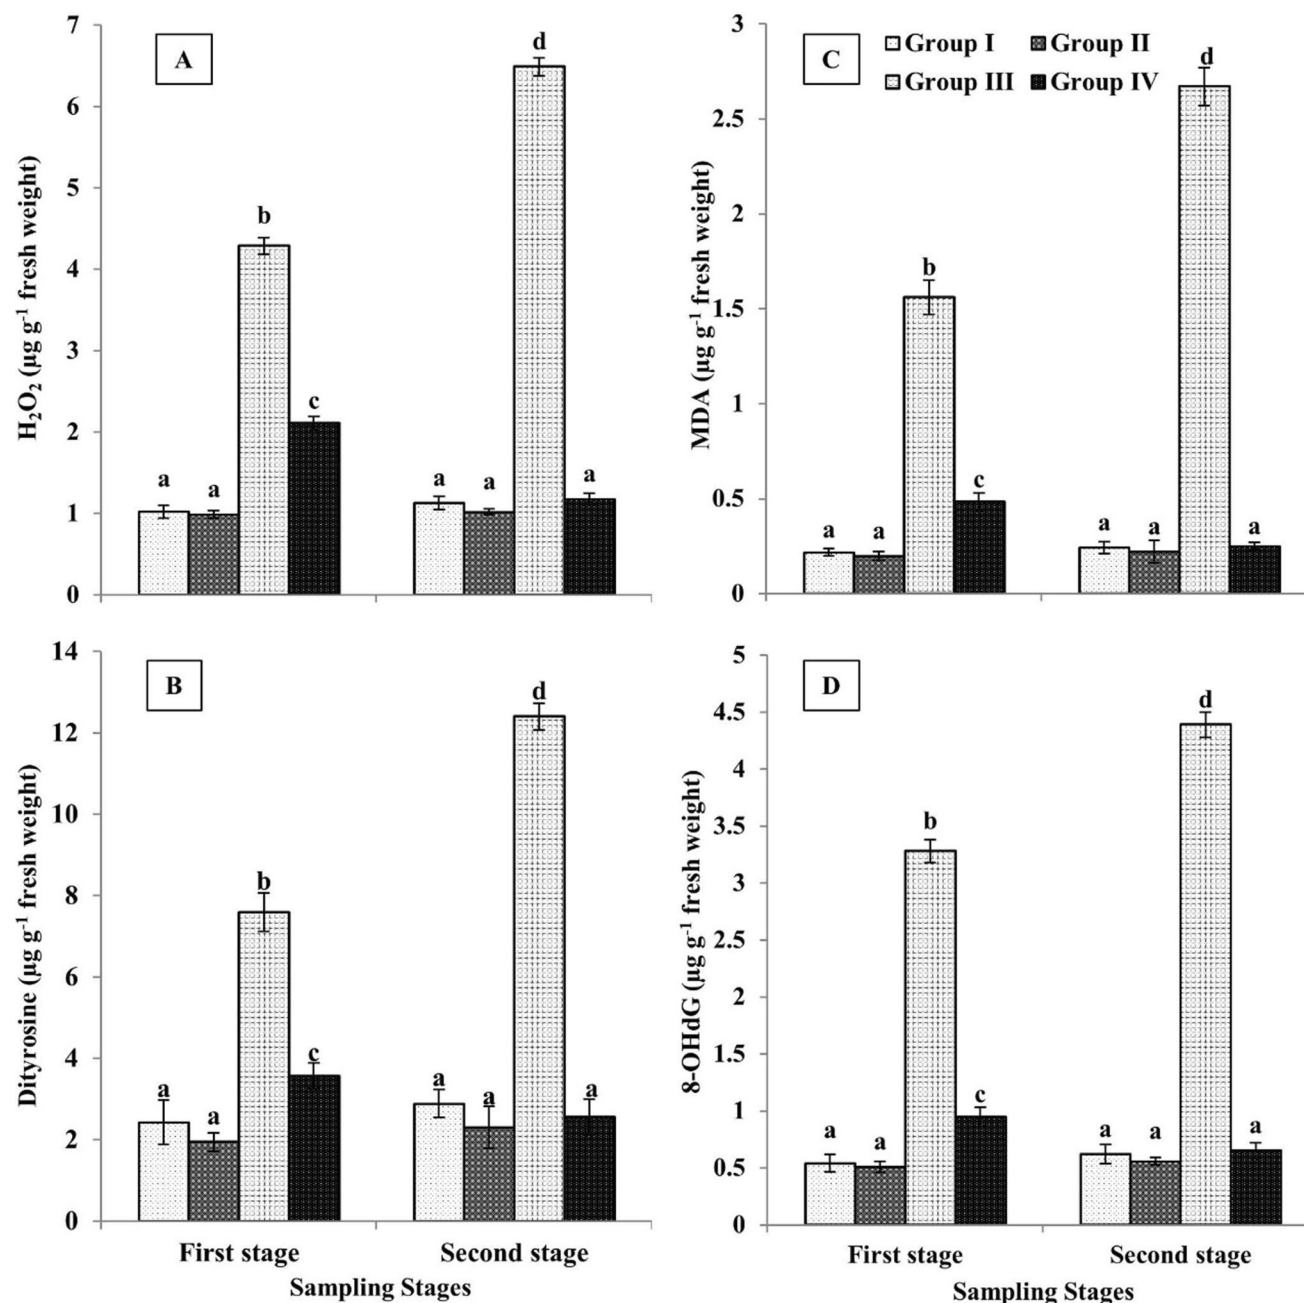 A
H₂O₂ (µg g⁻¹ fresh weight)
7
6
5
4
3
2
1
0
a
a
b
c
a
a
d
a
C
Group I
Group II
Group III
Group IV
MDA (µg g⁻¹ fresh weight)
3
2.5
2
1.5
1
0.5
0
a
a
b
c
a
a
d
a
B
Dityrosine (µg g⁻¹ fresh weight)
14
12
10
8
6
4
2
0
a
a
b
c
a
a
d
a
First stage
Second stage
Sampling Stages
D
8-OHdG (µg g⁻¹ fresh weight)
5
4.5
4
3.5
3
2.5
2
1.5
1
0.5
0
a
a
b
c
a
a
d
a
First stage
Second stage
Sampling Stages